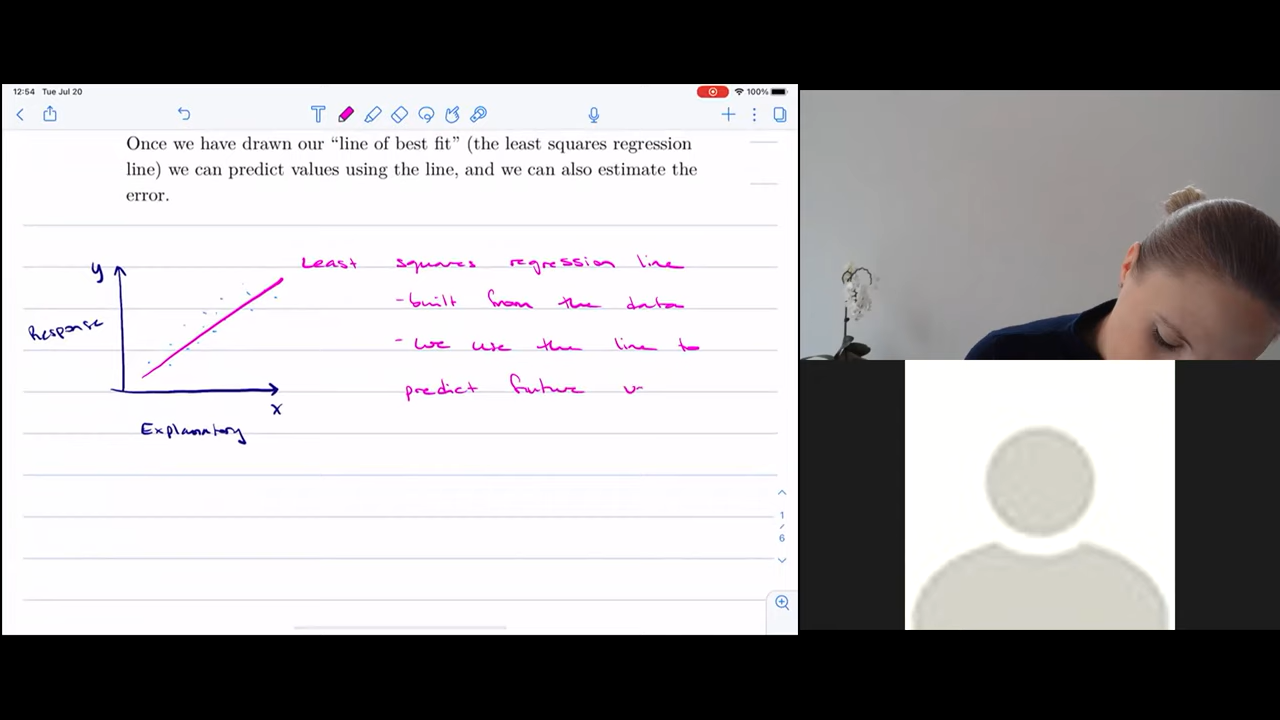 12:54 Tue Jul 20
100%
T
Once we have drawn our “line of best fit” (the least squares regression
line) we can predict values using the line, and we can also estimate the
error.
y
Least squares regression line
- built from the data
Response
- we use the line to
predict future v
x
Explanatory
1
/
6